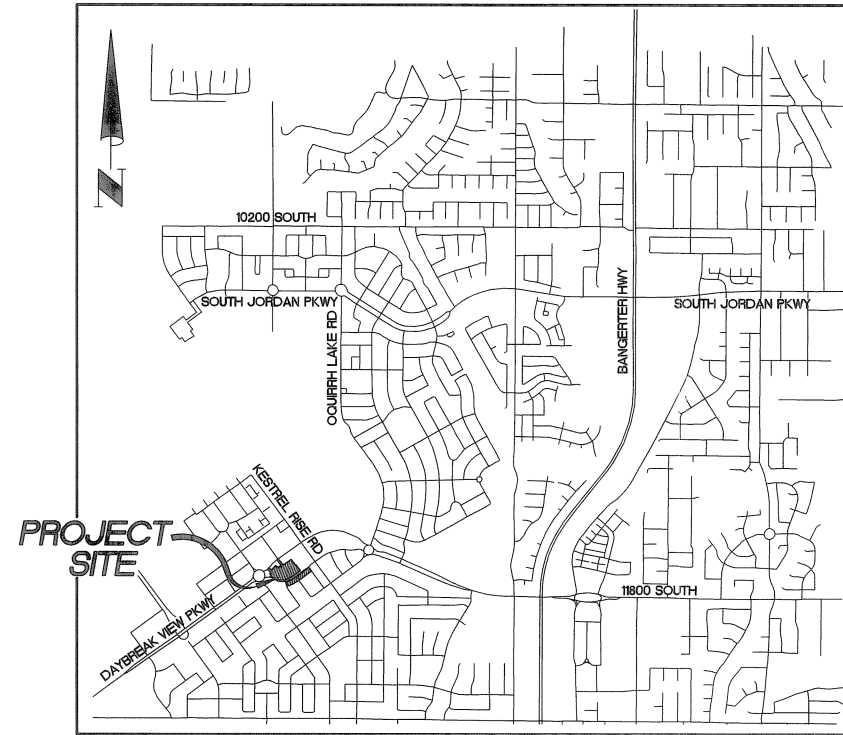 N
10200 SOUTH
SOUTH JORDAN PKWY
OQUIRRH LAKE RD
BANGERTER HWY
SOUTH JORDAN PKWY
KESTREL RISE RD
PROJECT
SITE
DAYBREAK VIEW PKWY
11800 SOUTH